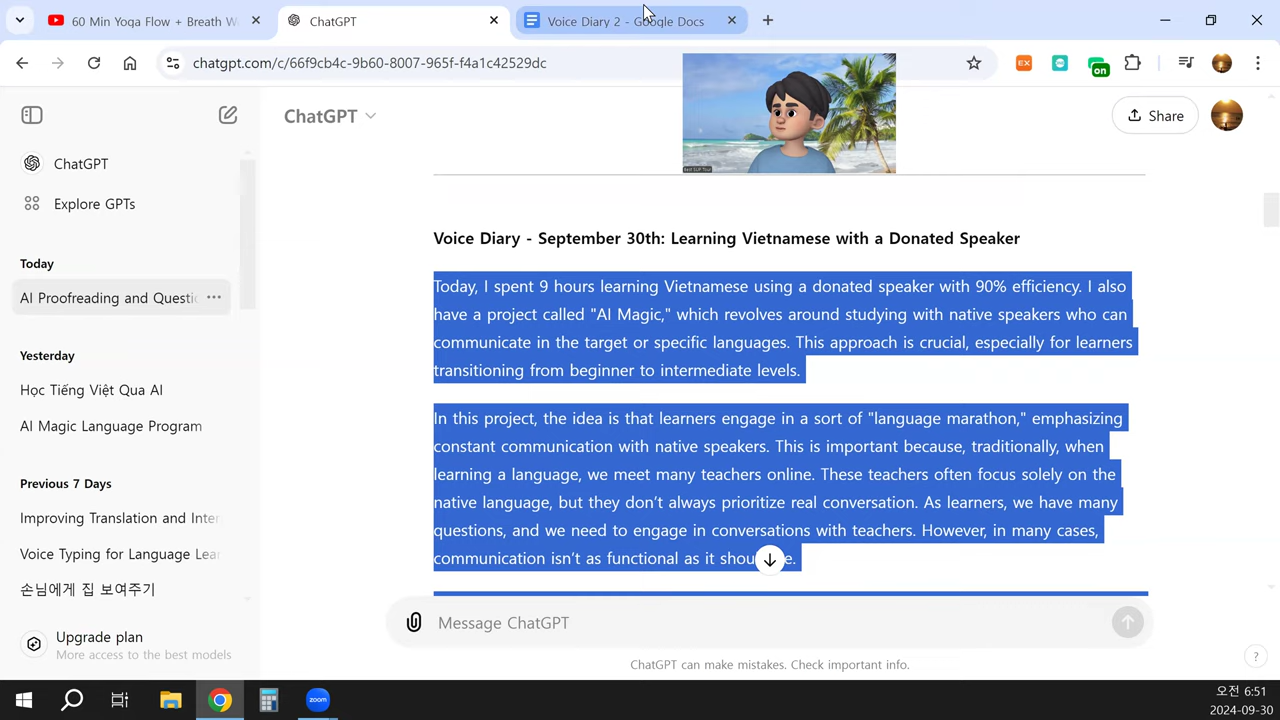 60 Min Yoga Flow + Breath W
ChatGPT
Voice Diary 2 - Google Docs
chatgpt.com/c/66f9cb4c-9b60-8007-965f-f4a1c42529dc
EX
on
ChatGPT
Share
ChatGPT
Explore GPTs
Today
AI Proofreading and Questi
Yesterday
Học Tiếng Việt Qua AI
AI Magic Language Program
Previous 7 Days
Improving Translation and Inter
Voice Typing for Language Lear
손님에게 집 보여주기
Upgrade plan
More access to the best models
Voice Diary - September 30th: Learning Vietnamese with a Donated Speaker
Today, I spent 9 hours learning Vietnamese using a donated speaker with 90% efficiency. I also
have a project called "AI Magic," which revolves around studying with native speakers who can
communicate in the target or specific languages. This approach is crucial, especially for learners
transitioning from beginner to intermediate levels.
In this project, the idea is that learners engage in a sort of "language marathon," emphasizing
constant communication with native speakers. This is important because, traditionally, when
learning a language, we meet many teachers online. These teachers often focus solely on the
native language, but they don't always prioritize real conversation. As learners, we have many
questions, and we need to engage in conversations with teachers. However, in many cases,
communication isn't as functional as it shou e.
Message ChatGPT
ChatGPT can make mistakes. Check important info.
?
zoom
오전 6:51
2024-09-30